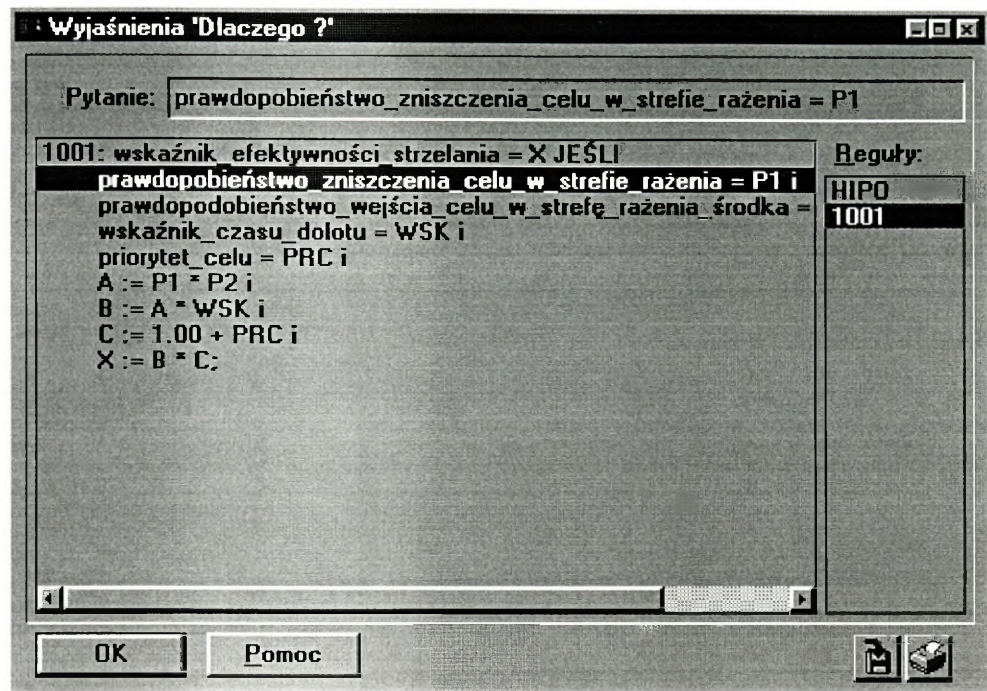 Wyjaśnienia 'Dlaczego ?'
Pytanie: prawdopobieństwo_zniszczenia_celu_w_strefie_rażenia = P1
1001: wskaźnik_efektywności_strzelania = X JEŚLI
prawdopobieństwo_zniszczenia_celu_w_strefie_rażenia = P1 i
prawdopodobieństwo_wejścia_celu_w_strefę_rażenia_środka =
wskaźnik_czasu_dolotu = WSK i
priorytet_celu = PRC i
A := P1 * P2 i
B := A * WSK i
C := 1.00 + PRC i
X := B * C;
Reguły:
HIPO
1001
OK
Pomoc